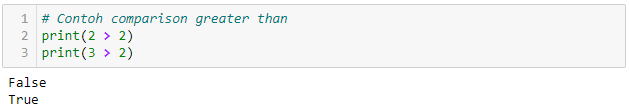 1 # Contoh comparison greater than
2 print(2 > 2)
3 print(3 > 2)
False
True